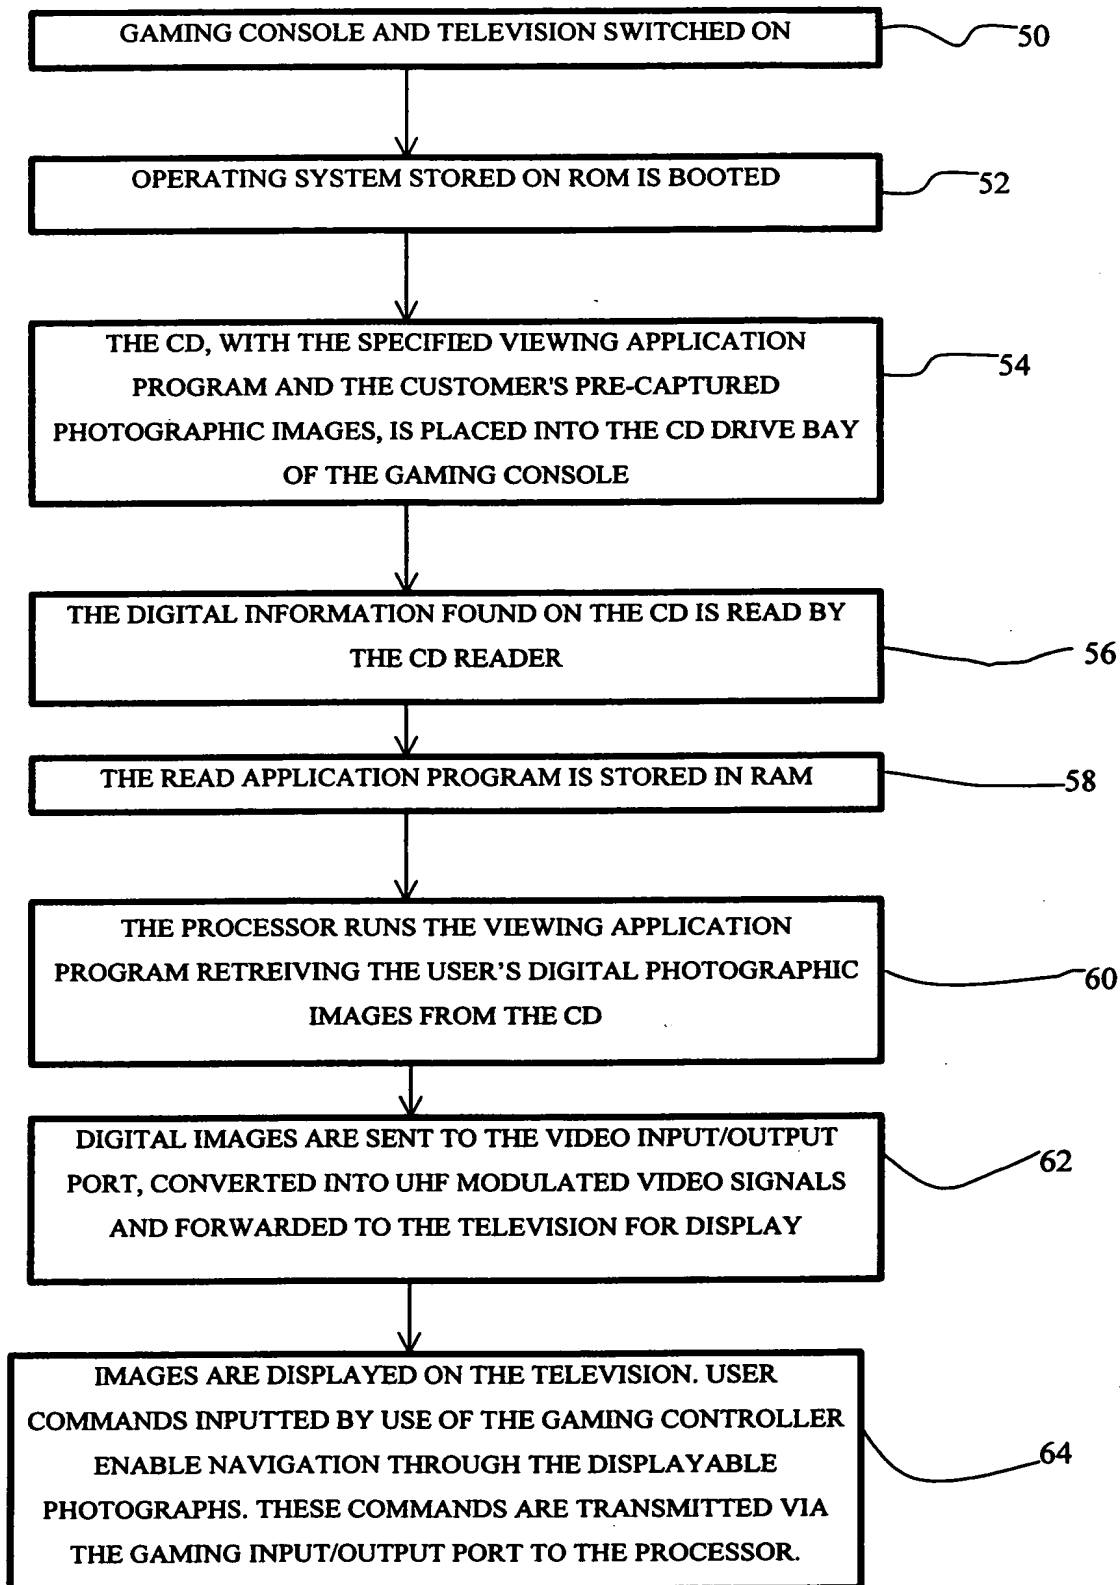 GAMING CONSOLE AND TELEVISION SWITCHED ON
50
OPERATING SYSTEM STORED ON ROM IS BOOTED
52
THE CD, WITH THE SPECIFIED VIEWING APPLICATION
PROGRAM AND THE CUSTOMER'S PRE-CAPTURED
PHOTOGRAPHIC IMAGES, IS PLACED INTO THE CD DRIVE BAY
OF THE GAMING CONSOLE
54
THE DIGITAL INFORMATION FOUND ON THE CD IS READ BY
THE CD READER
56
THE READ APPLICATION PROGRAM IS STORED IN RAM
58
THE PROCESSOR RUNS THE VIEWING APPLICATION
PROGRAM RETREIVING THE USER'S DIGITAL PHOTOGRAPHIC
IMAGES FROM THE CD
60
DIGITAL IMAGES ARE SENT TO THE VIDEO INPUT/OUTPUT
PORT, CONVERTED INTO UHF MODULATED VIDEO SIGNALS
AND FORWARDED TO THE TELEVISION FOR DISPLAY
62
IMAGES ARE DISPLAYED ON THE TELEVISION. USER
COMMANDS INPUTTED BY USE OF THE GAMING CONTROLLER
ENABLE NAVIGATION THROUGH THE DISPLAYABLE
PHOTOGRAPHS. THESE COMMANDS ARE TRANSMITTED VIA
THE GAMING INPUT/OUTPUT PORT TO THE PROCESSOR.
64